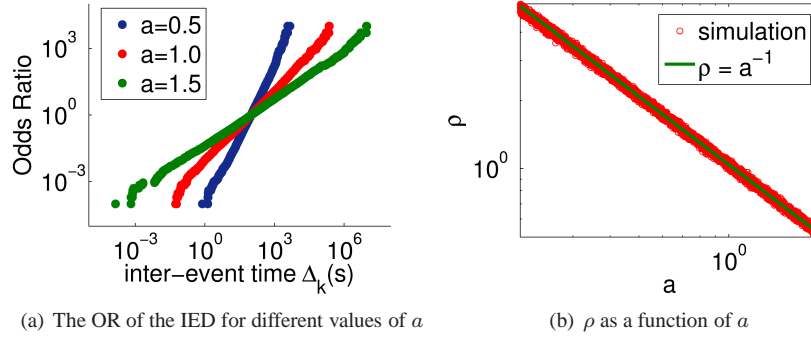 a=0.5
a=1.0
a=1.5
Odds Ratio
10^4
10^0
10^-3
10^-3 10^0 10^3 10^6
inter-event time Δ_k(s)
(a) The OR of the IED for different values of a
simulation
ρ = a^-1
ρ
10^0
10^0
a
(b) ρ as a function of a